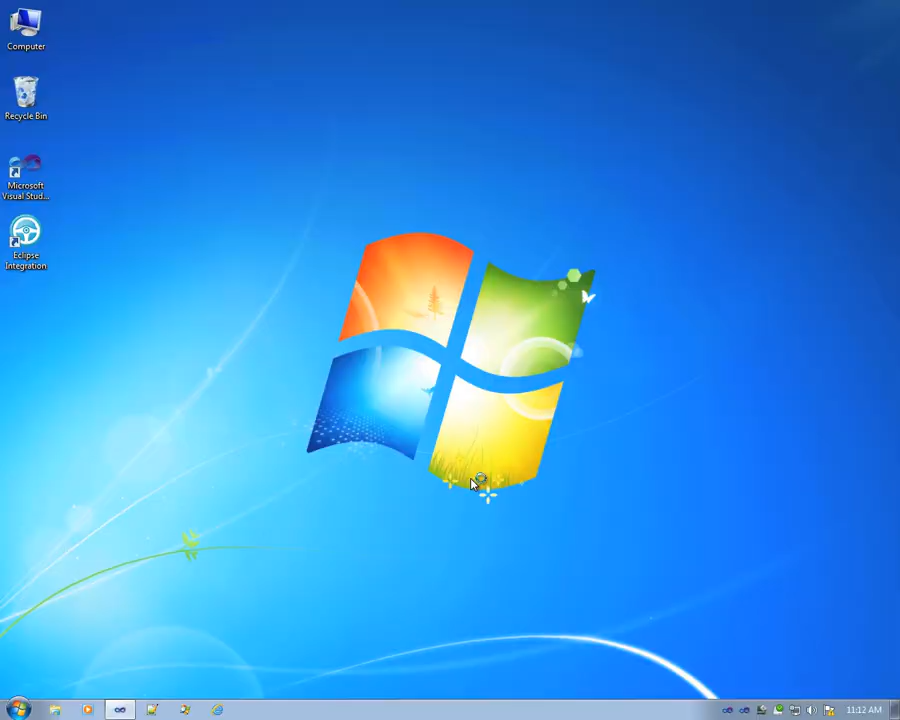 Computer
Recycle Bin
Microsoft
Visual Stud...
Eclipse
Integration
11:12 AM